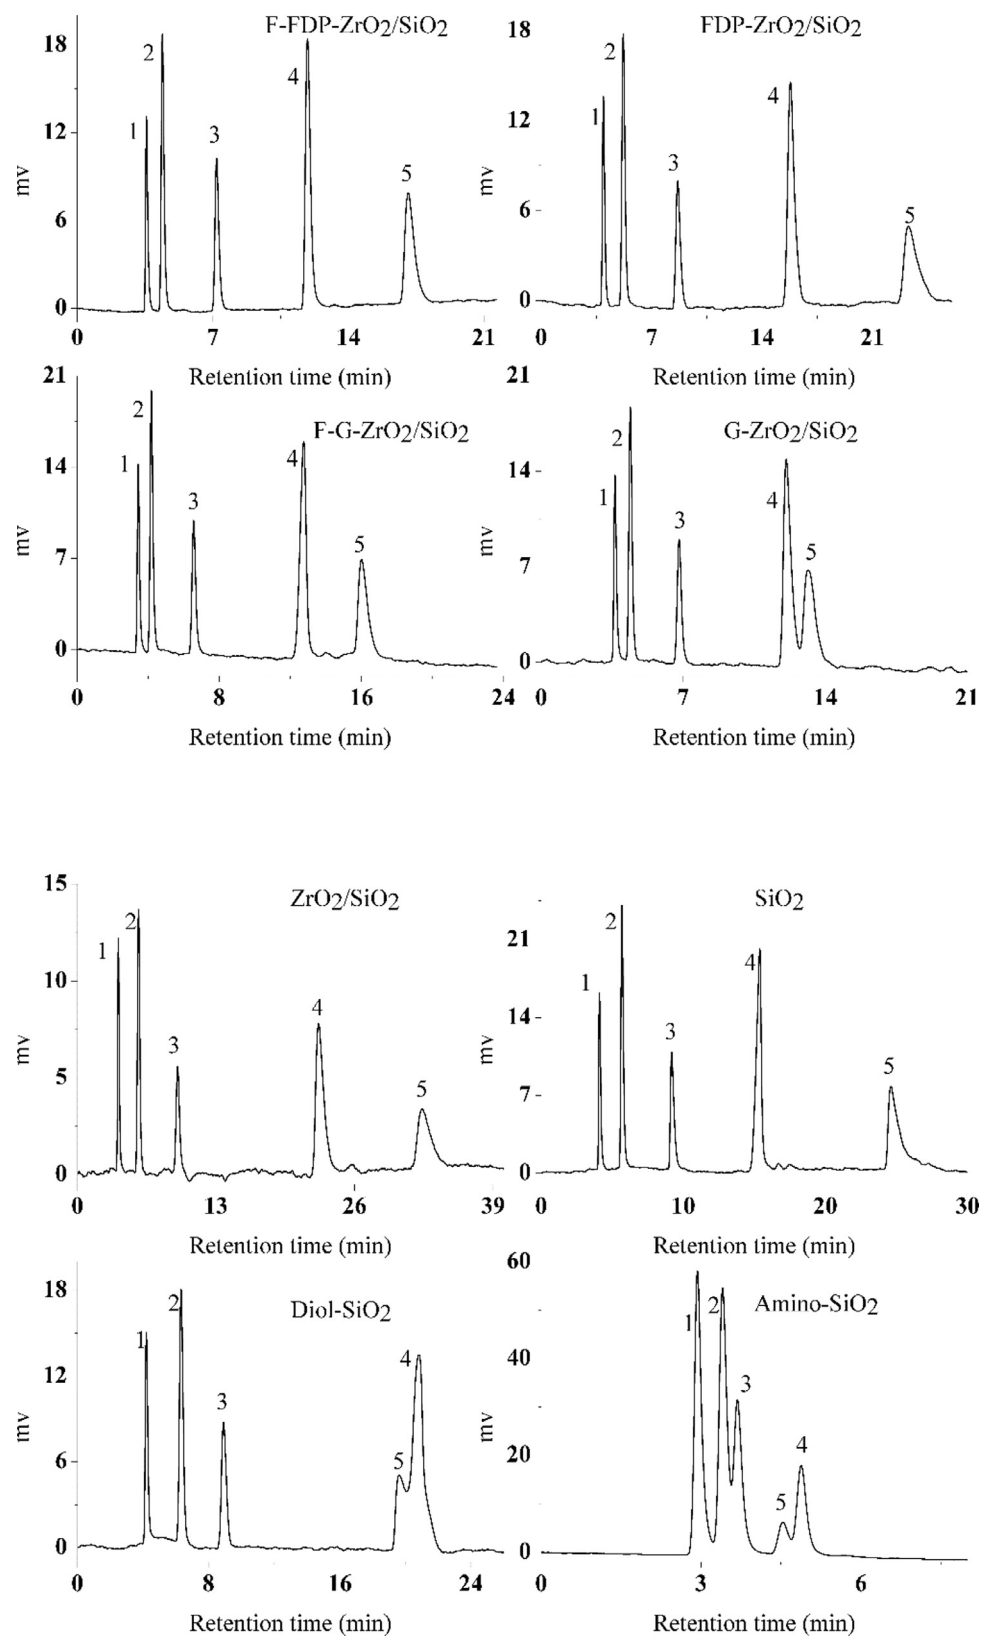 F-FDP-ZrO2/SiO2
18
12
6
0
mv
1
2
3
4
5
0 7 14 21
Retention time (min)
FDP-ZrO2/SiO2
18
12
6
0
mv
1
2
3
4
5
0 7 14 21
Retention time (min)
F-G-ZrO2/SiO2
21
14
7
0
mv
1
2
3
4
5
0 8 16 24
Retention time (min)
G-ZrO2/SiO2
21
14
7
0
mv
1
2
3
4
5
0 7 14 21
Retention time (min)
ZrO2/SiO2
15
10
5
0
mv
1
2
3
4
5
0 13 26 39
Retention time (min)
SiO2
21
14
7
0
mv
1
2
3
4
5
0 10 20 30
Retention time (min)
Diol-SiO2
18
12
6
0
mv
1
2
3
5
4
0 8 16 24
Retention time (min)
Amino-SiO2
60
40
20
0
mv
1
2
3
5
4
0 3 6
Retention time (min)